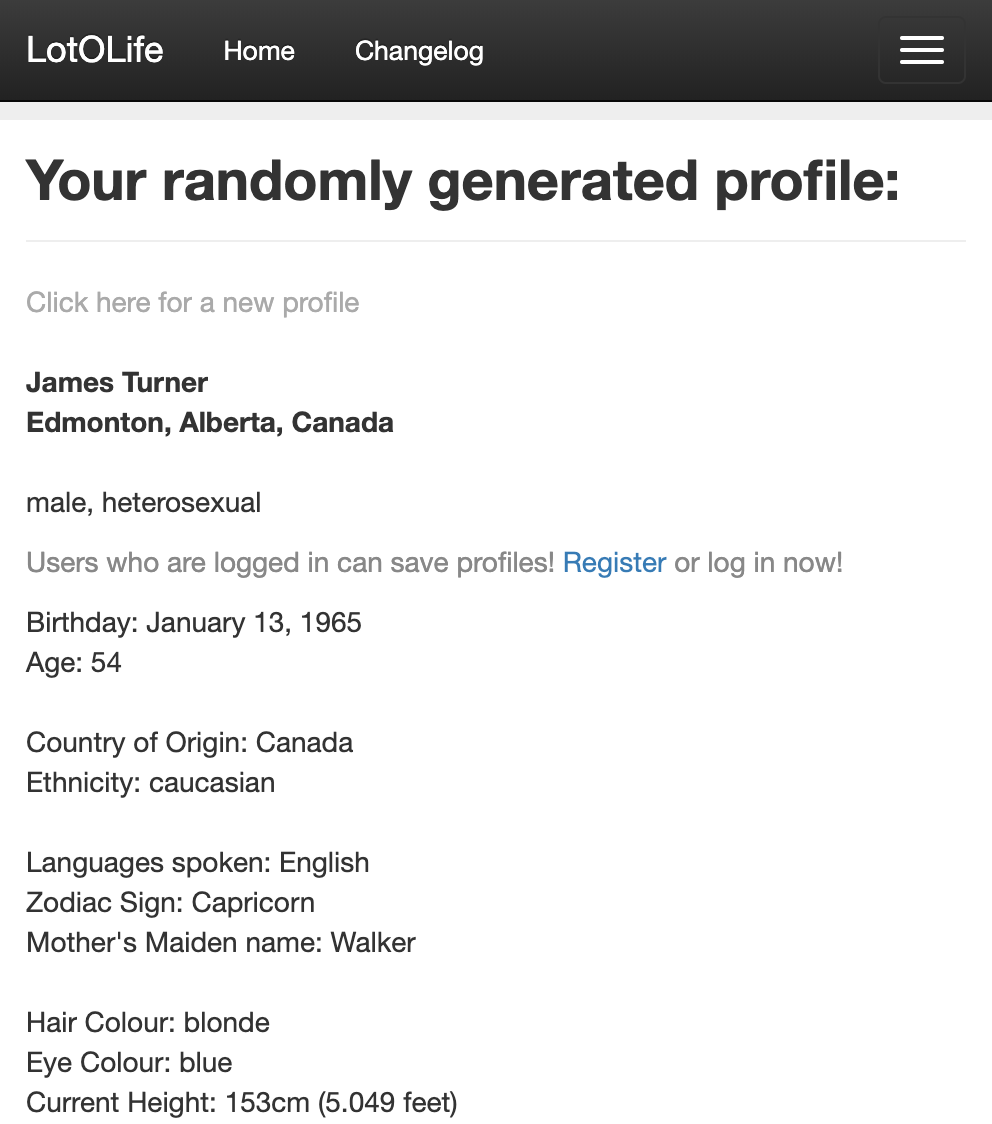 LotOLife Home Changelog
Your randomly generated profile:
Click here for a new profile
James Turner
Edmonton, Alberta, Canada
male, heterosexual
Users who are logged in can save profiles! Register or log in now!
Birthday: January 13, 1965
Age: 54
Country of Origin: Canada
Ethnicity: caucasian
Languages spoken: English
Zodiac Sign: Capricorn
Mother's Maiden name: Walker
Hair Colour: blonde
Eye Colour: blue
Current Height: 153cm (5.049 feet)